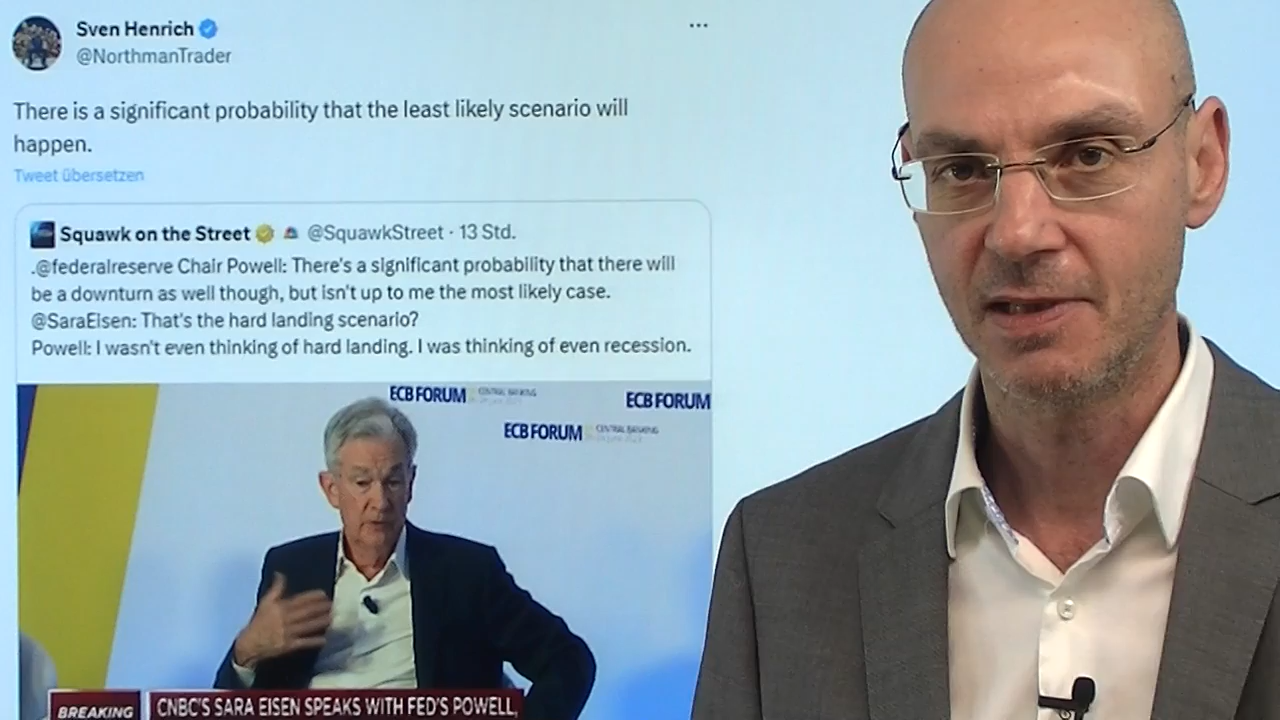 Sven Henrich
@NorthmanTrader
There is a significant probability that the least likely scenario will
happen.
Tweet übersetzen
Squawk on the Street @SquawkStreet · 13 Std.
.@federalreserve Chair Powell: There's a significant probability that there will
be a downturn as well though, but isn't up to me the most likely case.
@SaraEisen: That's the hard landing scenario?
Powell: I wasn't even thinking of hard landing. I was thinking of even recession.
ECB FORUM CENTRAL BANKING
ECB FORUM
ECB FORUM CENTRAL BANKING
BREAKING CNBC'S SARA EISEN SPEAKS WITH FED'S POWELL,